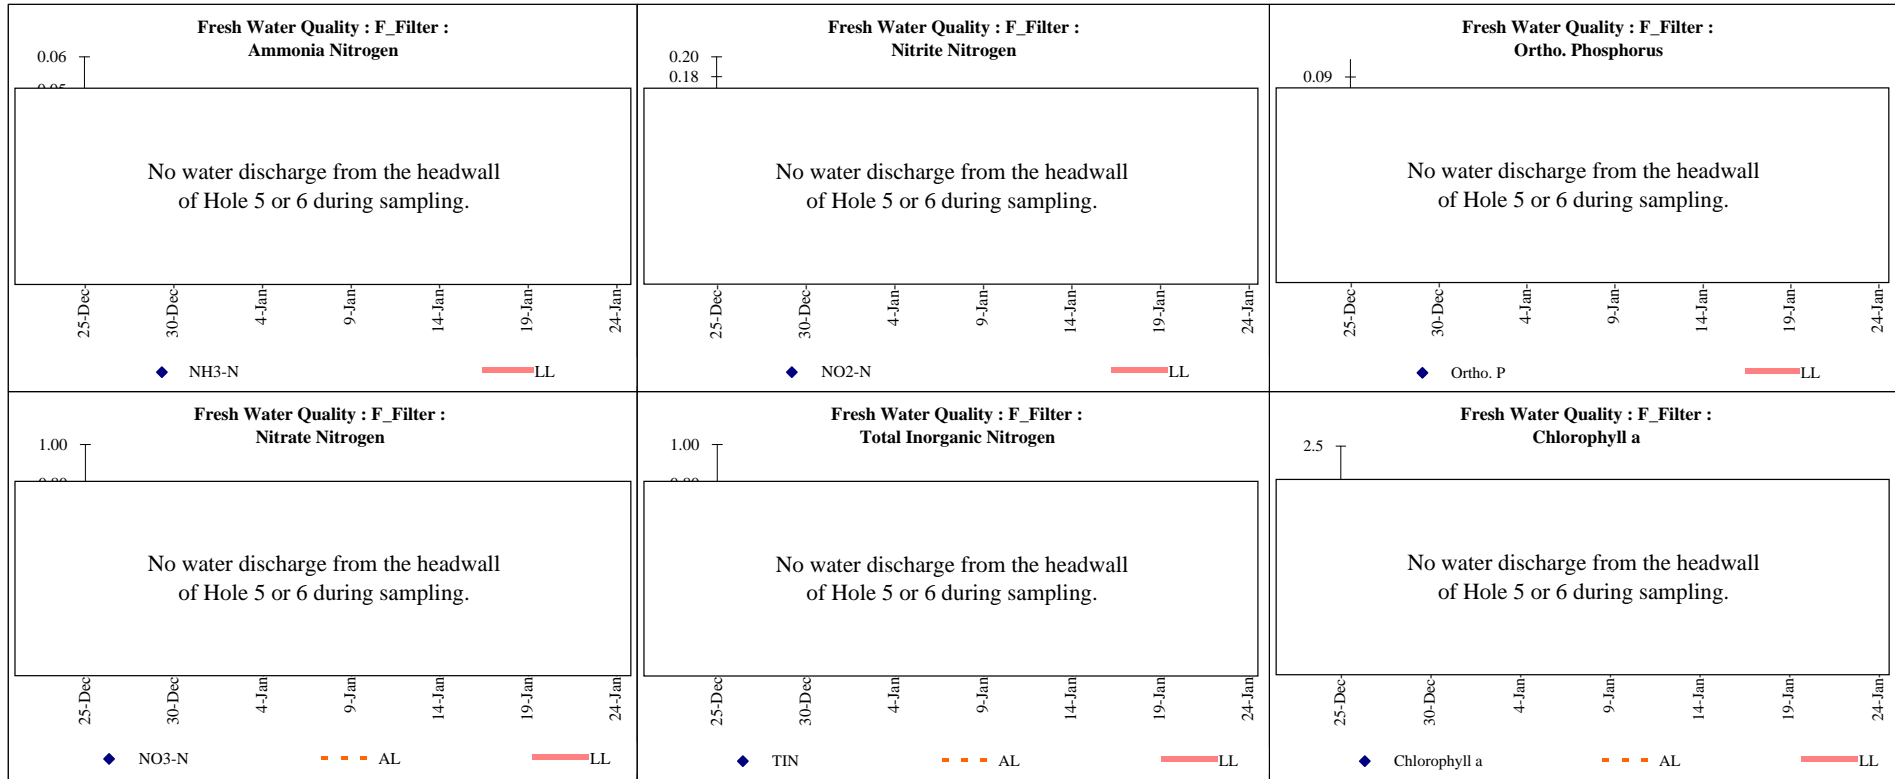 Fresh Water Quality : F_Filter :
Ammonia Nitrogen
0.06
No water discharge from the headwall
of Hole 5 or 6 during sampling.
25-Dec
30-Dec
4-Jan
9-Jan
14-Jan
19-Jan
24-Jan
NH3-N
LL
Fresh Water Quality : F_Filter :
Nitrite Nitrogen
0.20
0.18
No water discharge from the headwall
of Hole 5 or 6 during sampling.
25-Dec
30-Dec
4-Jan
9-Jan
14-Jan
19-Jan
24-Jan
NO2-N
LL
Fresh Water Quality : F_Filter :
Ortho. Phosphorus
0.09
No water discharge from the headwall
of Hole 5 or 6 during sampling.
25-Dec
30-Dec
4-Jan
9-Jan
14-Jan
19-Jan
24-Jan
Ortho. P
LL
Fresh Water Quality : F_Filter :
Nitrate Nitrogen
1.00
No water discharge from the headwall
of Hole 5 or 6 during sampling.
25-Dec
30-Dec
4-Jan
9-Jan
14-Jan
19-Jan
24-Jan
NO3-N
AL
LL
Fresh Water Quality : F_Filter :
Total Inorganic Nitrogen
1.00
No water discharge from the headwall
of Hole 5 or 6 during sampling.
25-Dec
30-Dec
4-Jan
9-Jan
14-Jan
19-Jan
24-Jan
TIN
AL
LL
Fresh Water Quality : F_Filter :
Chlorophyll a
2.5
No water discharge from the headwall
of Hole 5 or 6 during sampling.
25-Dec
30-Dec
4-Jan
9-Jan
14-Jan
19-Jan
24-Jan
Chlorophyll a
AL
LL